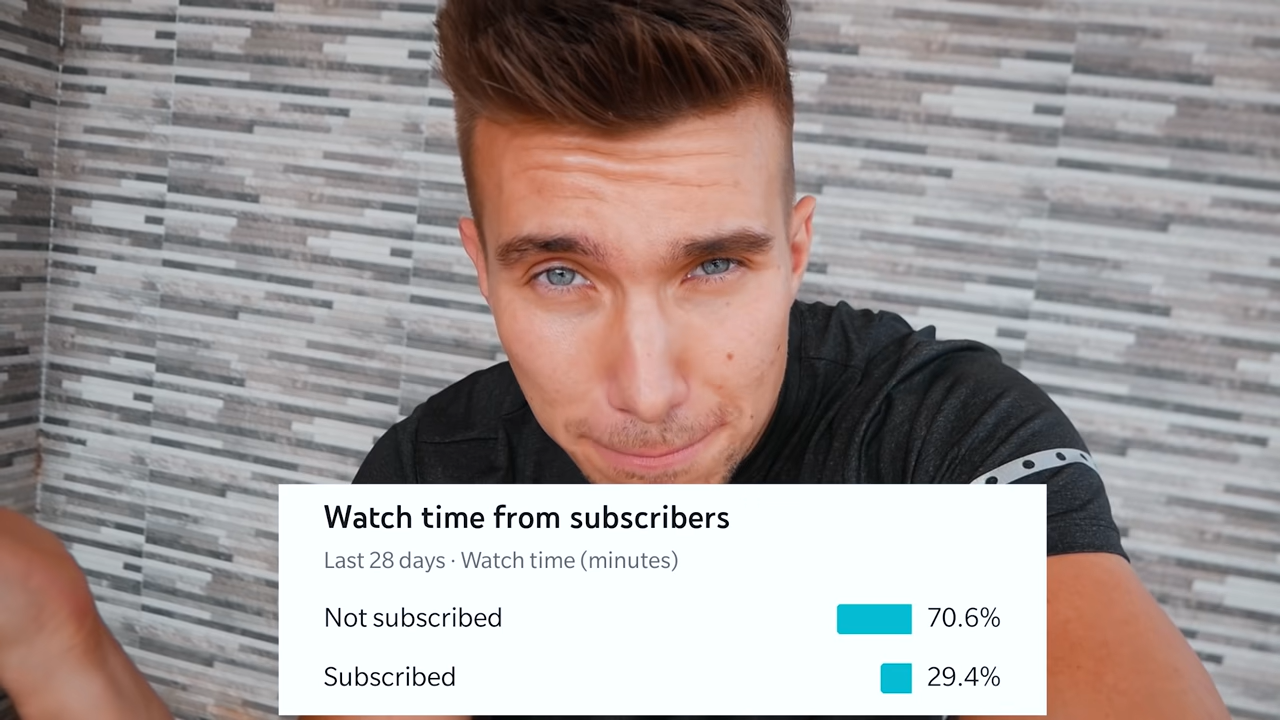 Watch time from subscribers
Last 28 days · Watch time (minutes)
Not subscribed 70.6%
Subscribed 29.4%